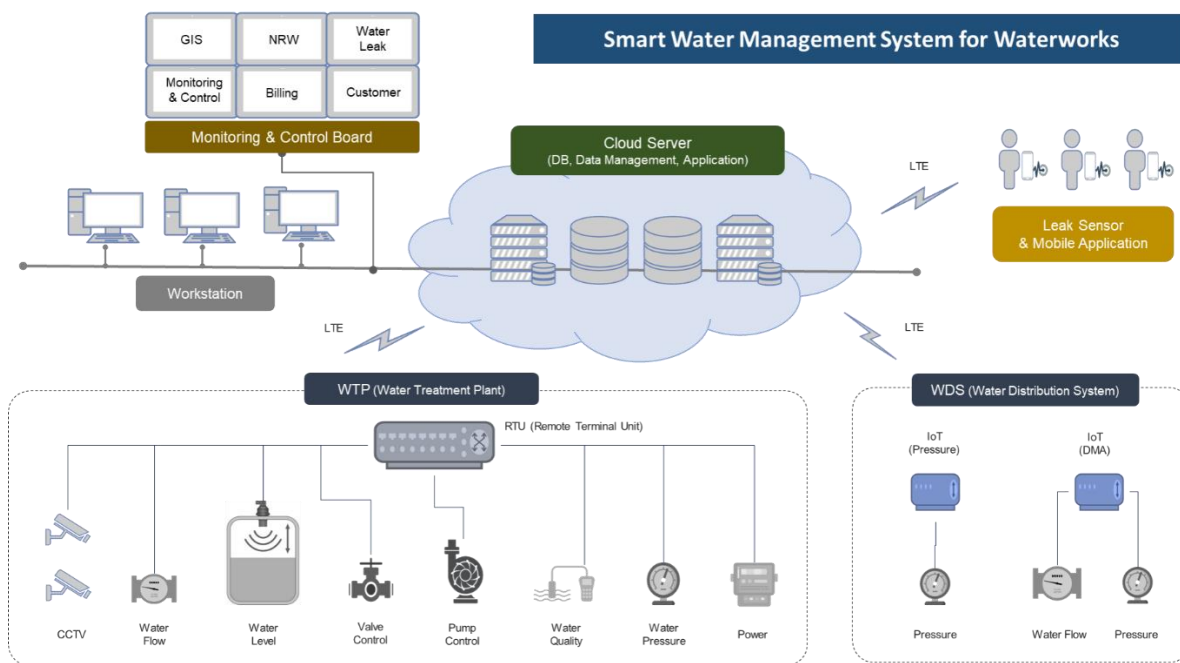 Smart Water Management System for Waterworks
GIS
NRW
Water
Leak
Monitoring
& Control
Billing
Customer
Monitoring & Control Board
Cloud Server
(DB, Data Management, Application)
LTE
Leak Sensor
& Mobile Application
Workstation
LTE
LTE
WTP (Water Treatment Plant)
RTU (Remote Terminal Unit)
CCTV
Water
Flow
Water
Level
Valve
Control
Pump
Control
Water
Quality
Water
Pressure
Power
WDS (Water Distribution System)
IoT
(Pressure)
IoT
(DMA)
Pressure
Water Flow
Pressure